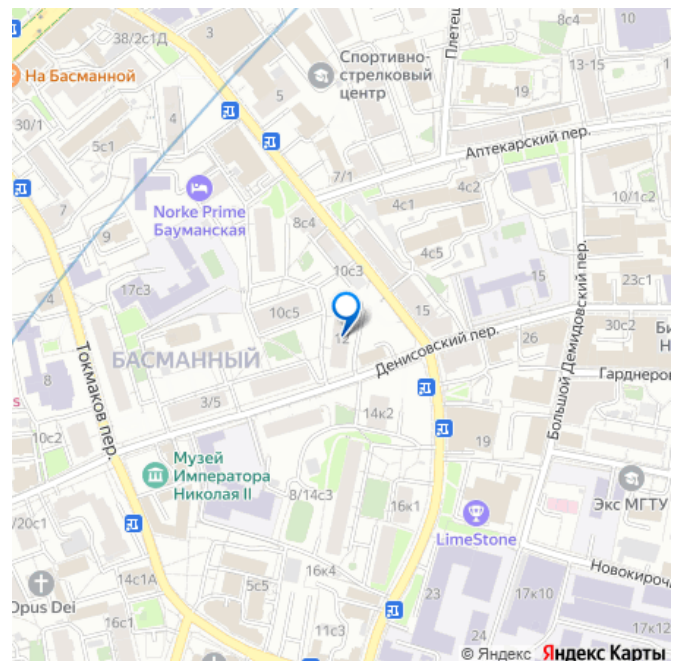 38/2с1Д
3
8с4
10
На Басманной
Спортивно-
стрелковый
центр
Плетеш
13-15
5
19
30/1
4
5с1
Аптекарский пер.
7/1
4с2
4с1
10/1с2
Norke Prime
Бауманская
7
8с4
9
4с5
10с3
15
23с1
17с3
4
10с5
15
30с2
12
26
Би
Н
БАСМАННЫЙ
Денисовский пер.
Большой Демидовский пер.
Гарднеров
Токмаков пер.
8
s
3/5
14к2
10с2
19
Музей
Императора
Николая II
8/14с3
16к1
Экс МГТУ
LimeStone
/20с1
14с1А
16к4
Новокироч
Opus Dei
5с5
23
17к10
16с1
11с3
24
17к12
© Яндекс Яндекс Карты